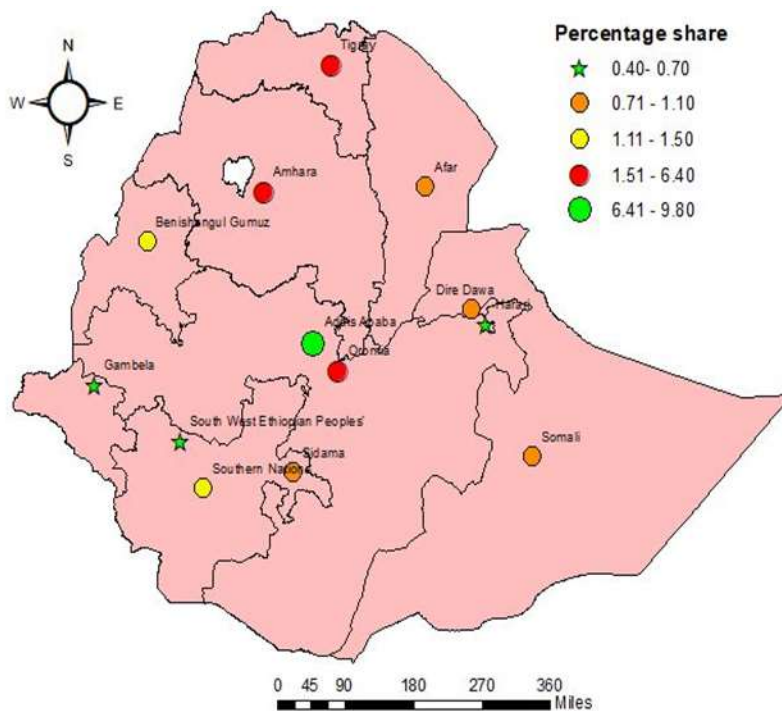 Percentage share
0.40- 0.70
0.71 - 1.10
1.11 - 1.50
1.51 - 6.40
6.41 - 9.80
N
W
E
S
Tigray
Afar
Amhara
Benishangul Gumuz
Dire Dawa
Harari
Addis Ababa
Oromia
Gambela
South West Ethiopian Peoples'
Somali
Sidama
Southern Nations
0 45 90 180 270 360
Miles